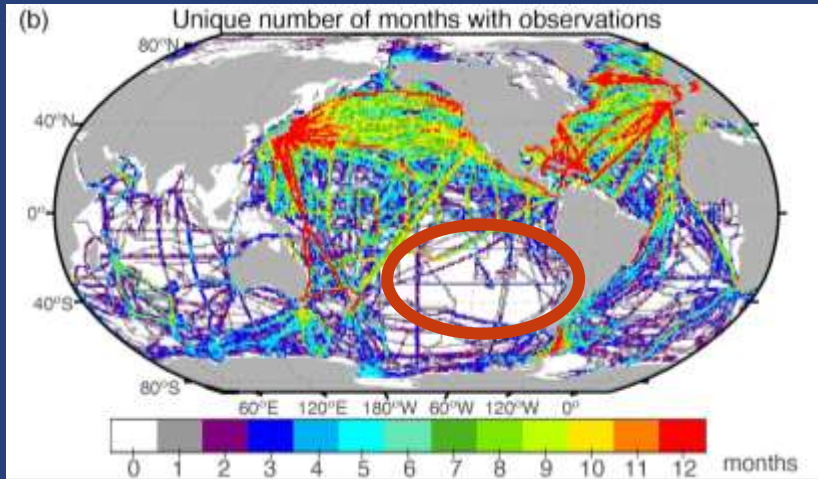 (b) Unique number of months with observations
80°N
40°N
0°
40°S
80°S
60°E 120°E 180°W 60°W 120°W 0°
0 1 2 3 4 5 6 7 8 9 10 11 12 months